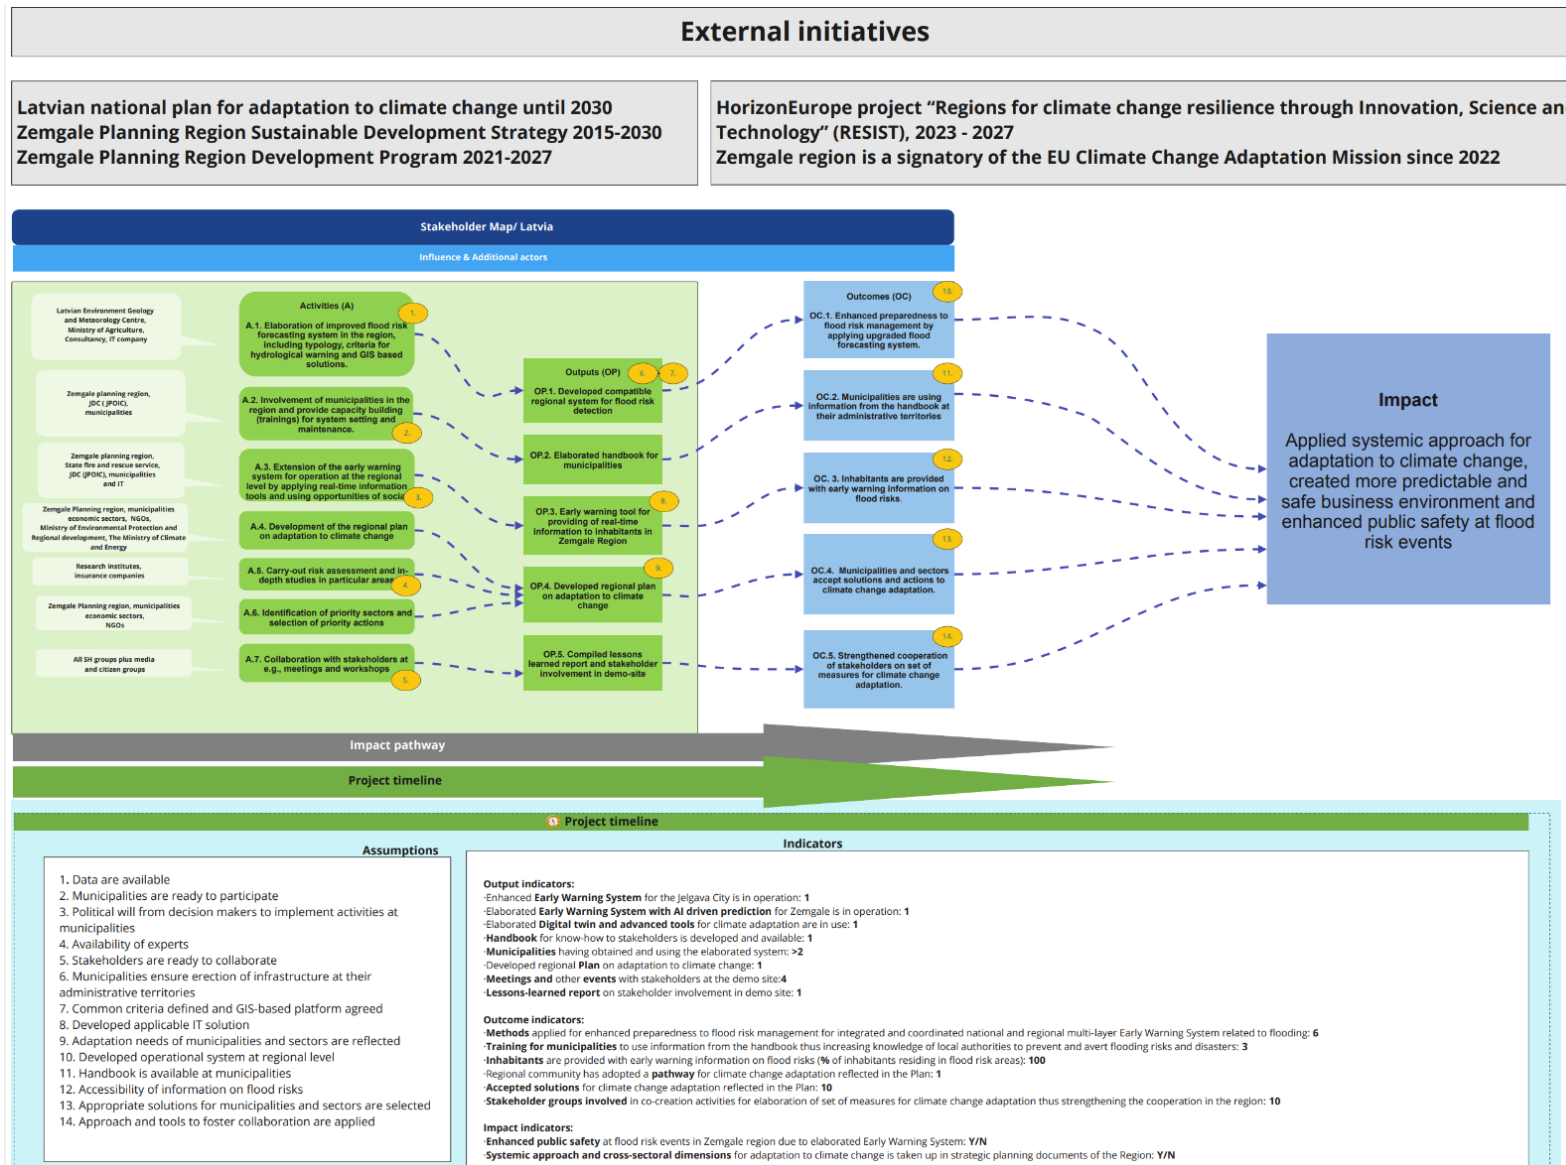 External initiatives
Latvian national plan for adaptation to climate change until 2030
Zemgale Planning Region Sustainable Development Strategy 2015-2030
Zemgale Planning Region Development Program 2021-2027
HorizonEurope project “Regions for climate change resilience through Innovation, Science an
Technology” (RESIST), 2023 - 2027
Zemgale region is a signatory of the EU Climate Change Adaptation Mission since 2022
Stakeholder Map/ Latvia
Influence & Additional actors
Latvian Environment Geology
and Meteorology Centre,
Ministry of Agriculture,
Consultancy, IT company
Zemgale planning region,
JDC ( JPOIC),
municipalities
Zemgale planning region,
State fire and rescue service,
JDC (JPOIC), municipalities
and IT
Zemgale Planning region, municipalities
economic sectors, NGOs,
Ministry of Environmental Protection and
Regional development, The Ministry of Climate
and Energy
Research institutes,
insurance companies
Zemgale Planning region, municipalities
economic sectors,
NGOs
All SH groups plus media
and citizen groups
Activities (A)
1.
A.1. Elaboration of improved flood risk
forecasting system in the region,
including typology, criteria for
hydrological warning and GIS based
solutions.
A.2. Involvement of municipalities in the
region and provide capacity building
(trainings) for system setting and
maintenance.
2.
A.3. Extension of the early warning
system for operation at the regional
level by applying real-time information
tools and using opportunities of socia
3.
A.4. Development of the regional plan
on adaptation to climate change
A.5. Carry-out risk assessment and in-
depth studies in particular areas
4.
A.6. Identification of priority sectors and
selection of priority actions
A.7. Collaboration with stakeholders at
e.g., meetings and workshops
5.
Outputs (OP)
6.
7.
OP.1. Developed compatible
regional system for flood risk
detection
OP.2. Elaborated handbook for
municipalities
8.
OP.3. Early warning tool for
providing of real-time
information to inhabitants in
Zemgale Region
9.
OP.4. Developed regional plan
on adaptation to climate
change
OP.5. Compiled lessons
learned report and stakeholder
involvement in demo-site
Outcomes (OC)
10.
OC.1. Enhanced preparedness to
flood risk management by
applying upgraded flood
forecasting system.
11.
OC.2. Municipalities are using
information from the handbook at
their administrative territories
12.
OC. 3. Inhabitants are provided
with early warning information on
flood risks.
13.
OC.4. Municipalities and sectors
accept solutions and actions to
climate change adaptation.
14.
OC.5. Strengthened cooperation
of stakeholders on set of
measures for climate change
adaptation.
Impact
Applied systemic approach for
adaptation to climate change,
created more predictable and
safe business environment and
enhanced public safety at flood
risk events
Impact pathway
Project timeline
Project timeline
Assumptions
1. Data are available
2. Municipalities are ready to participate
3. Political will from decision makers to implement activities at
municipalities
4. Availability of experts
5. Stakeholders are ready to collaborate
6. Municipalities ensure erection of infrastructure at their
administrative territories
7. Common criteria defined and GIS-based platform agreed
8. Developed applicable IT solution
9. Adaptation needs of municipalities and sectors are reflected
10. Developed operational system at regional level
11. Handbook is available at municipalities
12. Accessibility of information on flood risks
13. Appropriate solutions for municipalities and sectors are selected
14. Approach and tools to foster collaboration are applied
Indicators
Output indicators:
·Enhanced Early Warning System for the Jelgava City is in operation: 1
·Elaborated Early Warning System with AI driven prediction for Zemgale is in operation: 1
·Elaborated Digital twin and advanced tools for climate adaptation are in use: 1
·Handbook for know-how to stakeholders is developed and available: 1
·Municipalities having obtained and using the elaborated system: >2
·Developed regional Plan on adaptation to climate change: 1
·Meetings and other events with stakeholders at the demo site:4
·Lessons-learned report on stakeholder involvement in demo site: 1
Outcome indicators:
·Methods applied for enhanced preparedness to flood risk management for integrated and coordinated national and regional multi-layer Early Warning System related to flooding: 6
·Training for municipalities to use information from the handbook thus increasing knowledge of local authorities to prevent and avert flooding risks and disasters: 3
·Inhabitants are provided with early warning information on flood risks (% of inhabitants residing in flood risk areas): 100
·Regional community has adopted a pathway for climate change adaptation reflected in the Plan: 1
·Accepted solutions for climate change adaptation reflected in the Plan: 10
·Stakeholder groups involved in co-creation activities for elaboration of set of measures for climate change adaptation thus strengthening the cooperation in the region: 10
Impact indicators:
·Enhanced public safety at flood risk events in Zemgale region due to elaborated Early Warning System: Y/N
·Systemic approach and cross-sectoral dimensions for adaptation to climate change is taken up in strategic planning documents of the Region: Y/N